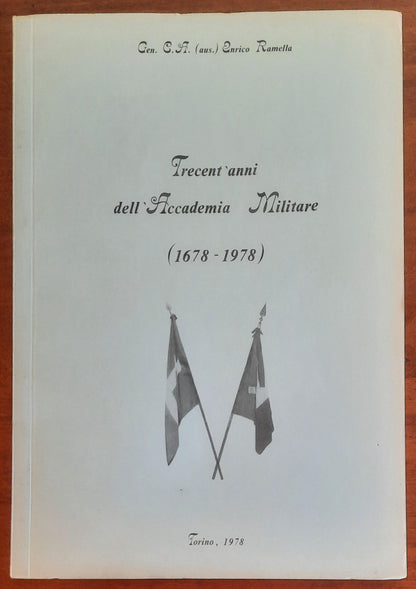 Gen. C.A. (aus.) Enrico Ramella
Trecent'anni
dell'Accademia Militare
(1678-1978)
Torino, 1978